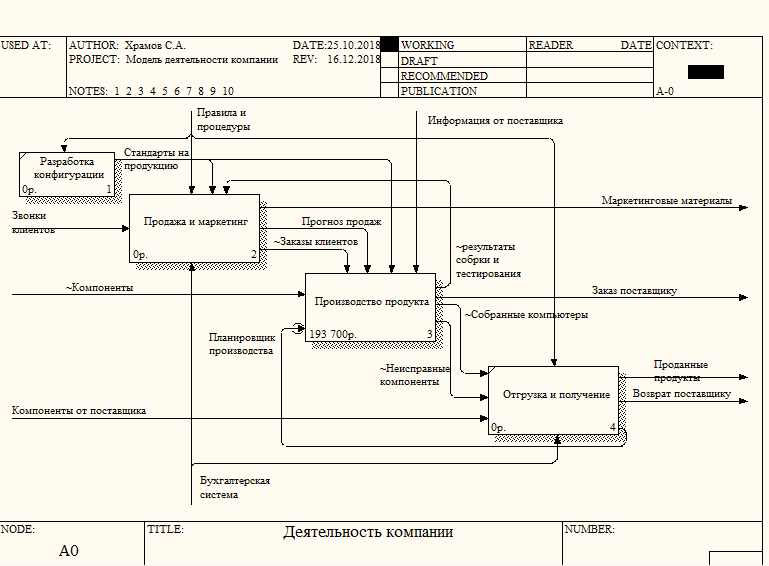 USED AT:
AUTHOR: Храмов С.А.
DATE:25.10.2018
WORKING
READER
DATE
CONTEXT:
PROJECT: Модель деятельности компании
REV: 16.12.2018
DRAFT
RECOMMENDED
NOTES: 1 2 3 4 5 6 7 8 9 10
PUBLICATION
A-0
Правила и
процедуры
Информация от поставщика
Стандарты на
продукцию
Разработка
конфигурации
0р.
1
Маркетинговые материалы
Звонки
клиентов
Продажа и маркетинг
Прогноз продаж
~Заказы клиентов
0р.
2
~результаты
собрки и
тестирования
~Компоненты
Заказ поставщику
Производство продукта
~Собранные компьютеры
193 700р.
3
Планировщик
производства
~Неисправные
компоненты
Проданные
продукты
Отгрузка и получение
Возврат поставщику
Компоненты от поставщика
0р.
4
Бухгалтерская
система
NODE:
TITLE:
Деятельность компании
NUMBER:
A0